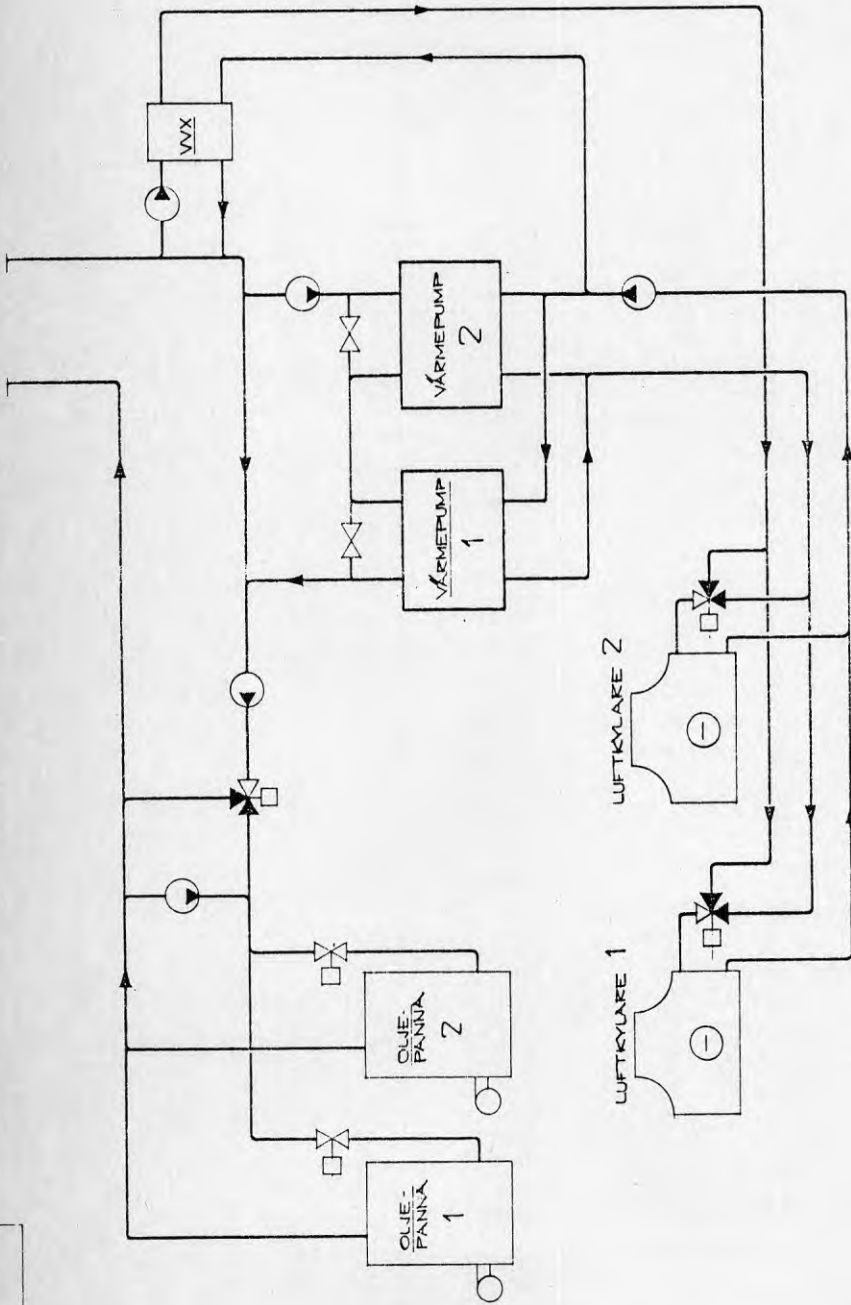 VVX
VÄRMEPUMP
2
VÄRMEPUMP
1
LUFTKYLARE 2
LUFTKYLARE 1
OLJE-
PANNA
2
OLJE-
PANNA
1